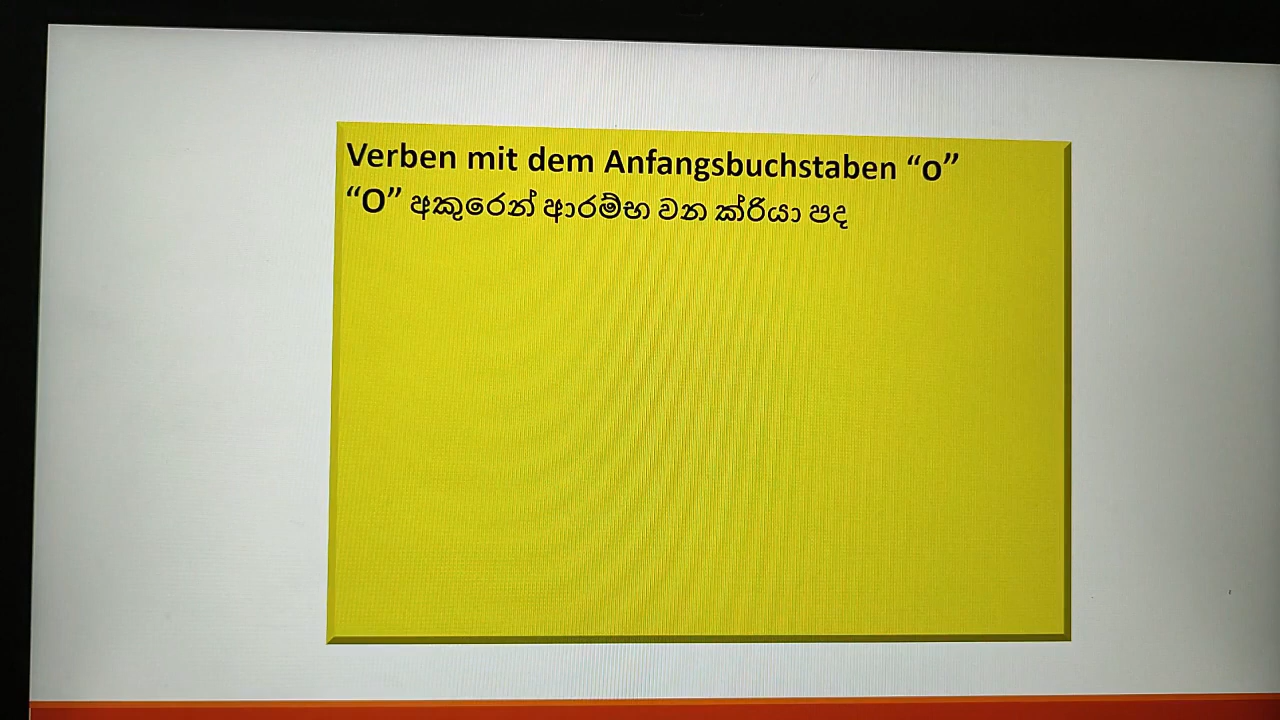 Verben mit dem Anfangsbuchstaben “o”
“O” අකුරෙන් ආරම්භ වන ක්රියා පද